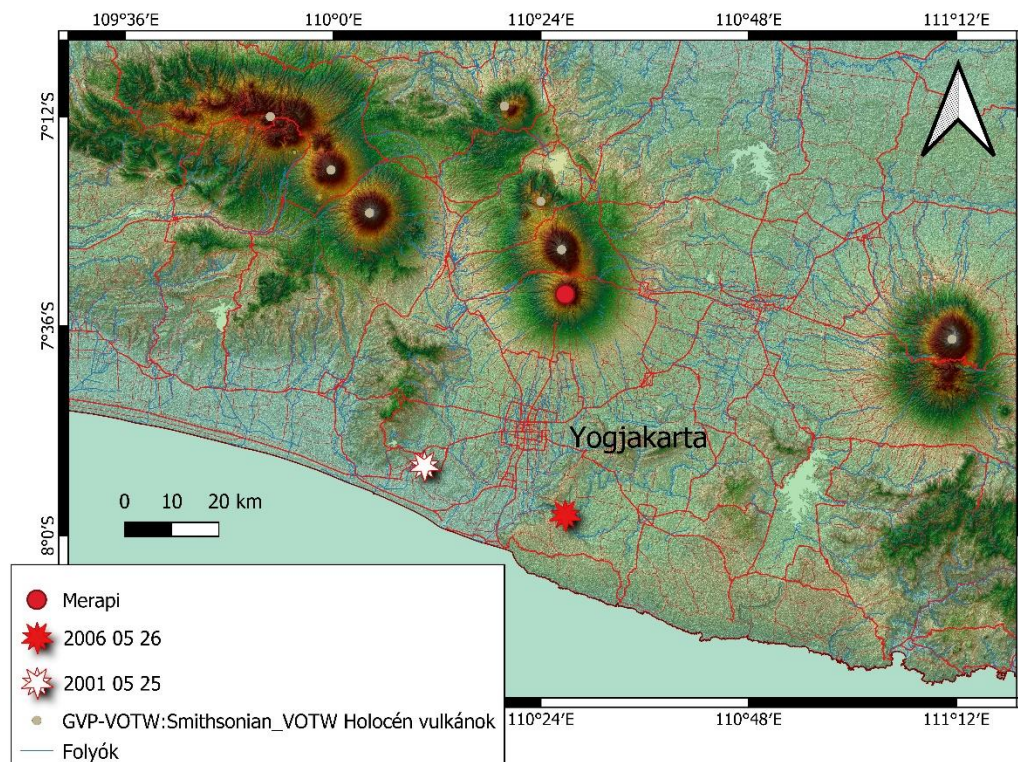 109°36'E 110°0'E 110°24'E 110°48'E 111°12'E
7°12'S
7°36'S
Yogjakarta
0 10 20 km
8°0'S
Merapi
2006 05 26
2001 05 25
GVP-VOTW:Smithsonian_VOTW Holocén vulkánok
Folyók
110°24'E 110°48'E 111°12'E